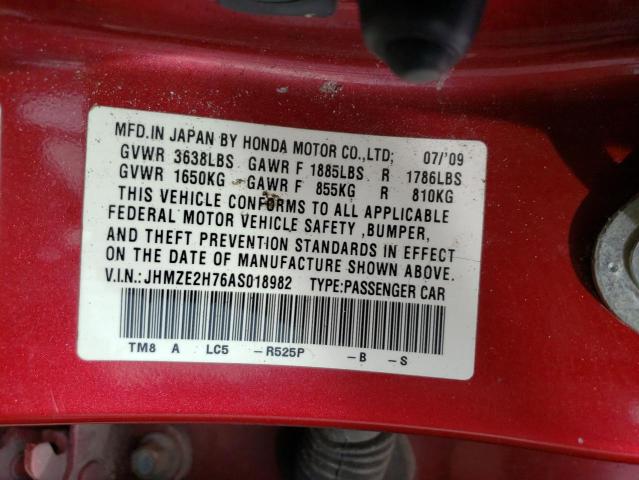 MFD.IN JAPAN BY HONDA MOTOR CO.,LTD; 07/'09
GVWR 3638LBS GAWR F 1885LBS R 1786LBS
GVWR 1650KG GAWR F 855KG R 810KG
THIS VEHICLE CONFORMS TO ALL APPLICABLE
FEDERAL MOTOR VEHICLE SAFETY ,BUMPER,
AND THEFT PREVENTION STANDARDS IN EFFECT
ON THE DATE OF MANUFACTURE SHOWN ABOVE.
V.I.N.:JHMZE2H76AS018982 TYPE:PASSENGER CAR
TM8 A LC5 -R525P -B -S